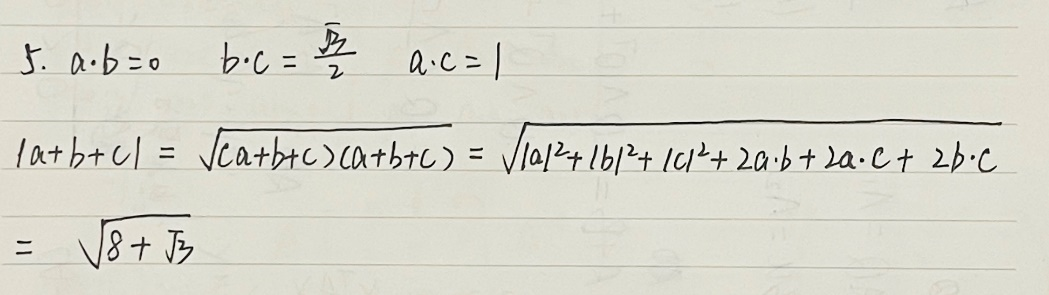 5. a·b=0 b·c = √3/2 a·c = 1
|a+b+c| = √(a+b+c)(a+b+c) = √|a|²+|b|²+|c|²+2a·b+2a·c+2b·c
= √8+√3